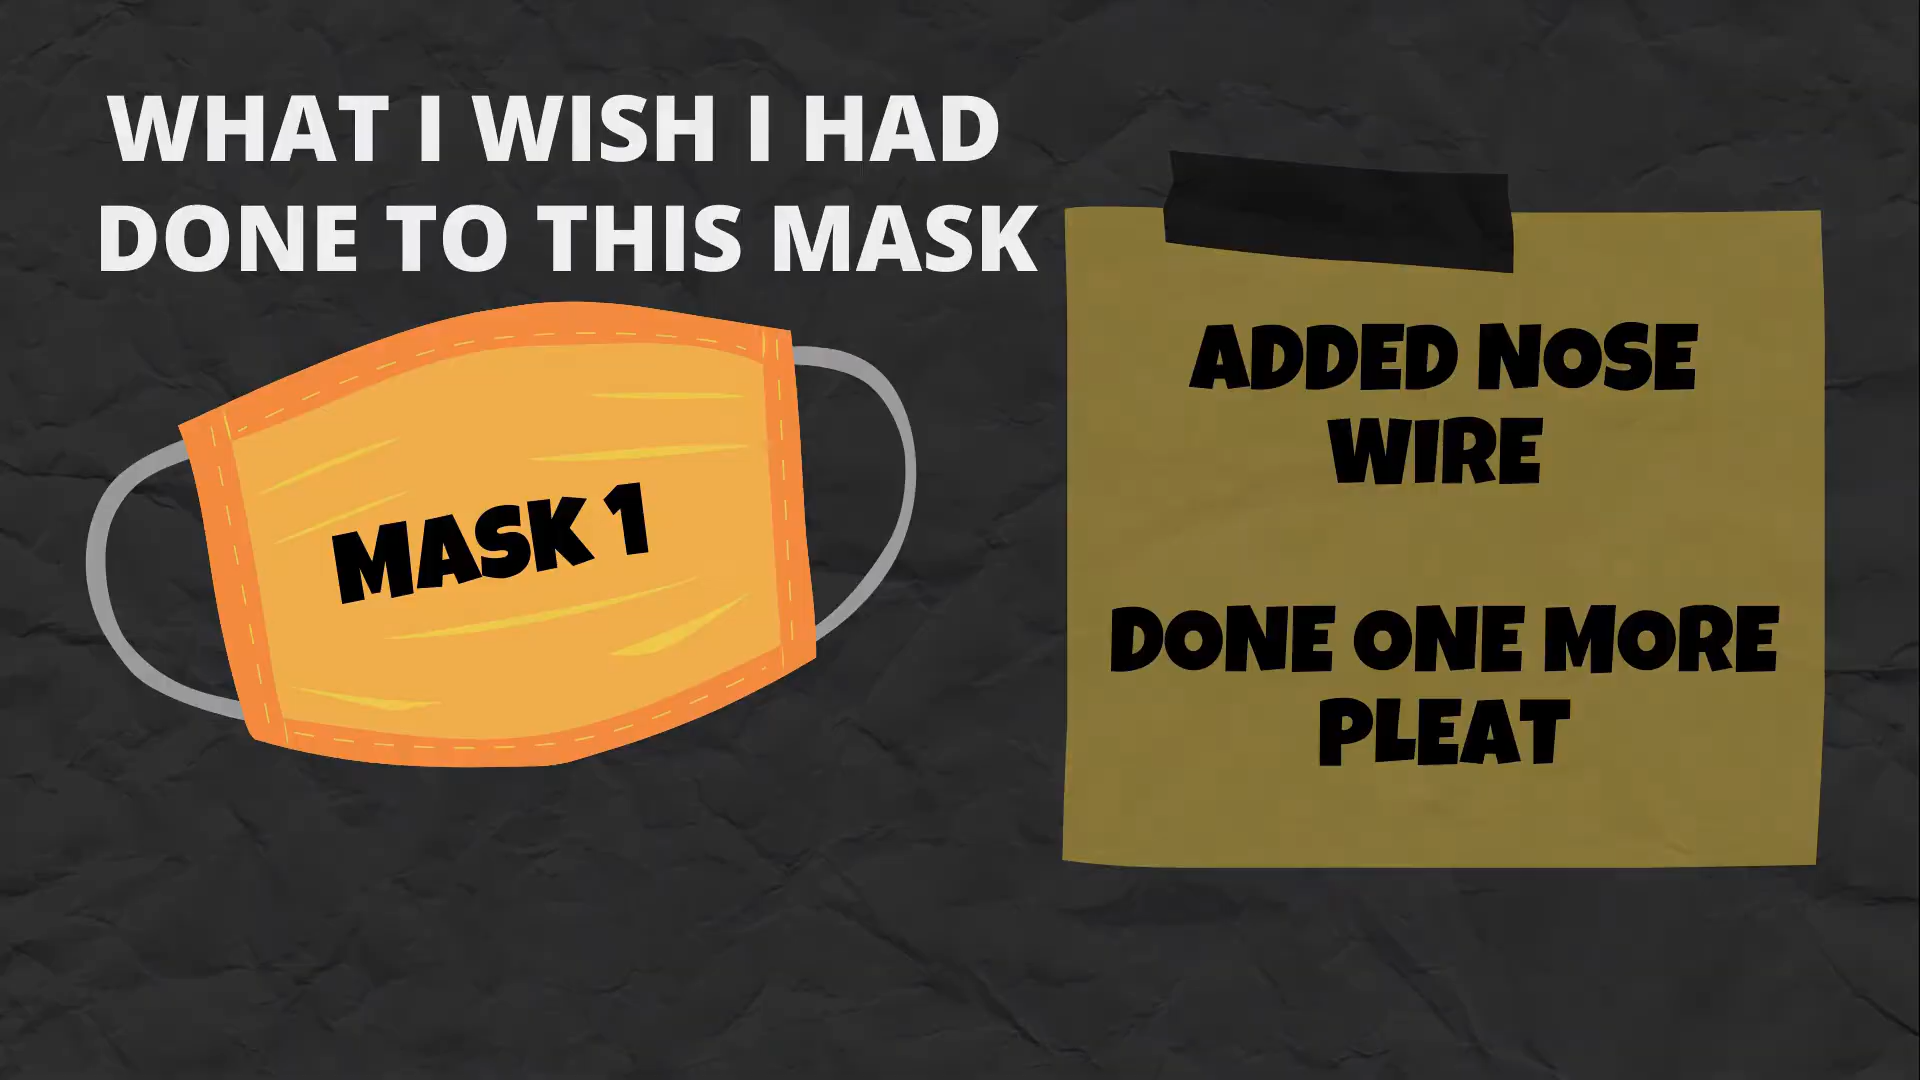 WHAT I WISH I HAD
DONE TO THIS MASK
MASK 1
ADDED NOSE
WIRE
DONE ONE MORE
PLEAT